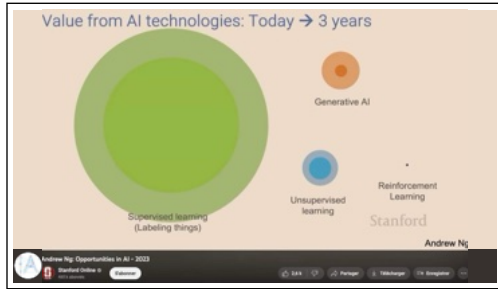 Value from AI technologies: Today → 3 years
Generative AI
Supervised learning
(Labeling things)
Unsupervised
learning
Reinforcement
Learning
Stanford
Andrew Ng
Andrew Ng: Opportunities in AI - 2023
Stanford Online
S'abonner
Partager
Télécharger
Enregistrer